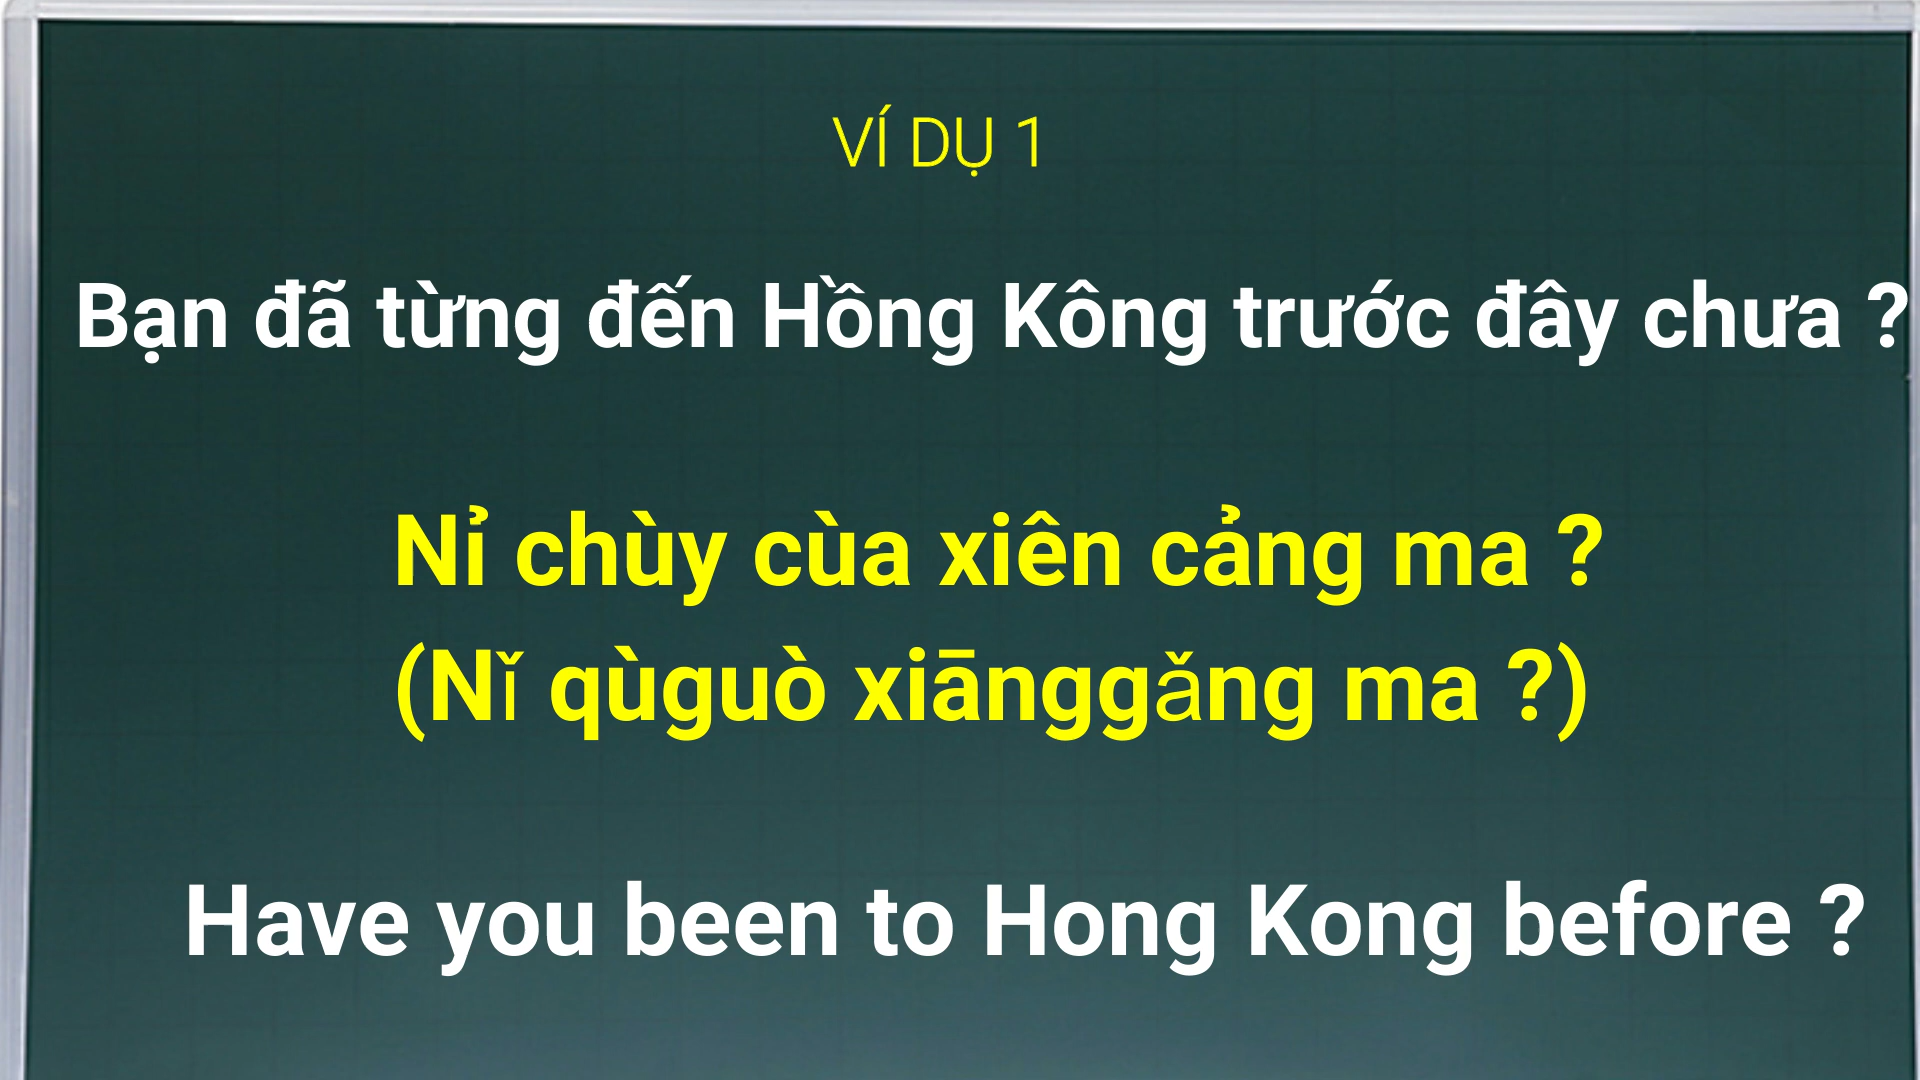 VÍ DỤ 1
Bạn đã từng đến Hồng Kông trước đây chưa ?
Nỉ chùy cùa xiên cảng ma ?
(Nǐ qùguò xiānggǎng ma ?)
Have you been to Hong Kong before ?